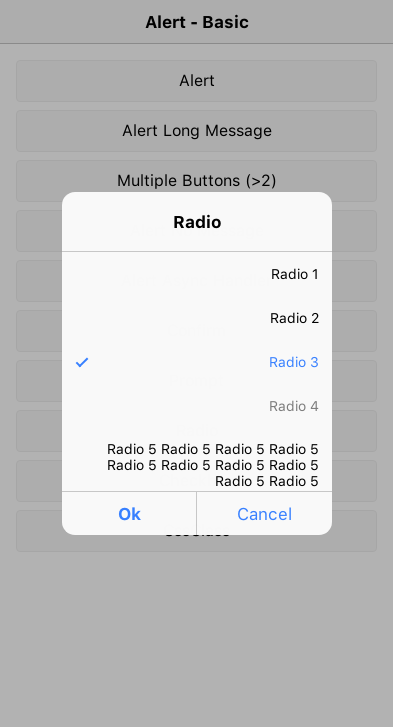 Alert - Basic
Alert
Alert Long Message
Multiple Buttons (>2)
Radio
Radio 1
Radio 2
Radio 3
Radio 4
Radio 5 Radio 5 Radio 5 Radio 5
Radio 5 Radio 5 Radio 5 Radio 5
Radio 5 Radio 5
Ok
Cancel